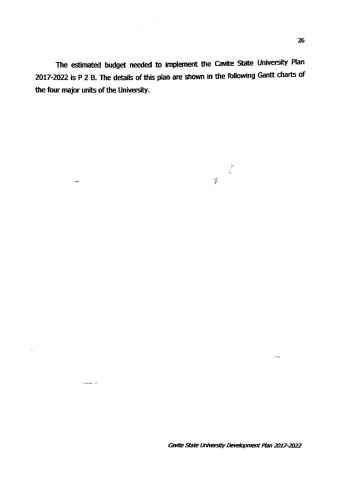 26
The estimated budget needed to implement the Cavite State University Plan
2017-2022 is P 2 B. The details of this plan are shown in the following Gantt charts of
the four major units of the University.
Cavite State University Development Plan 2017-2022